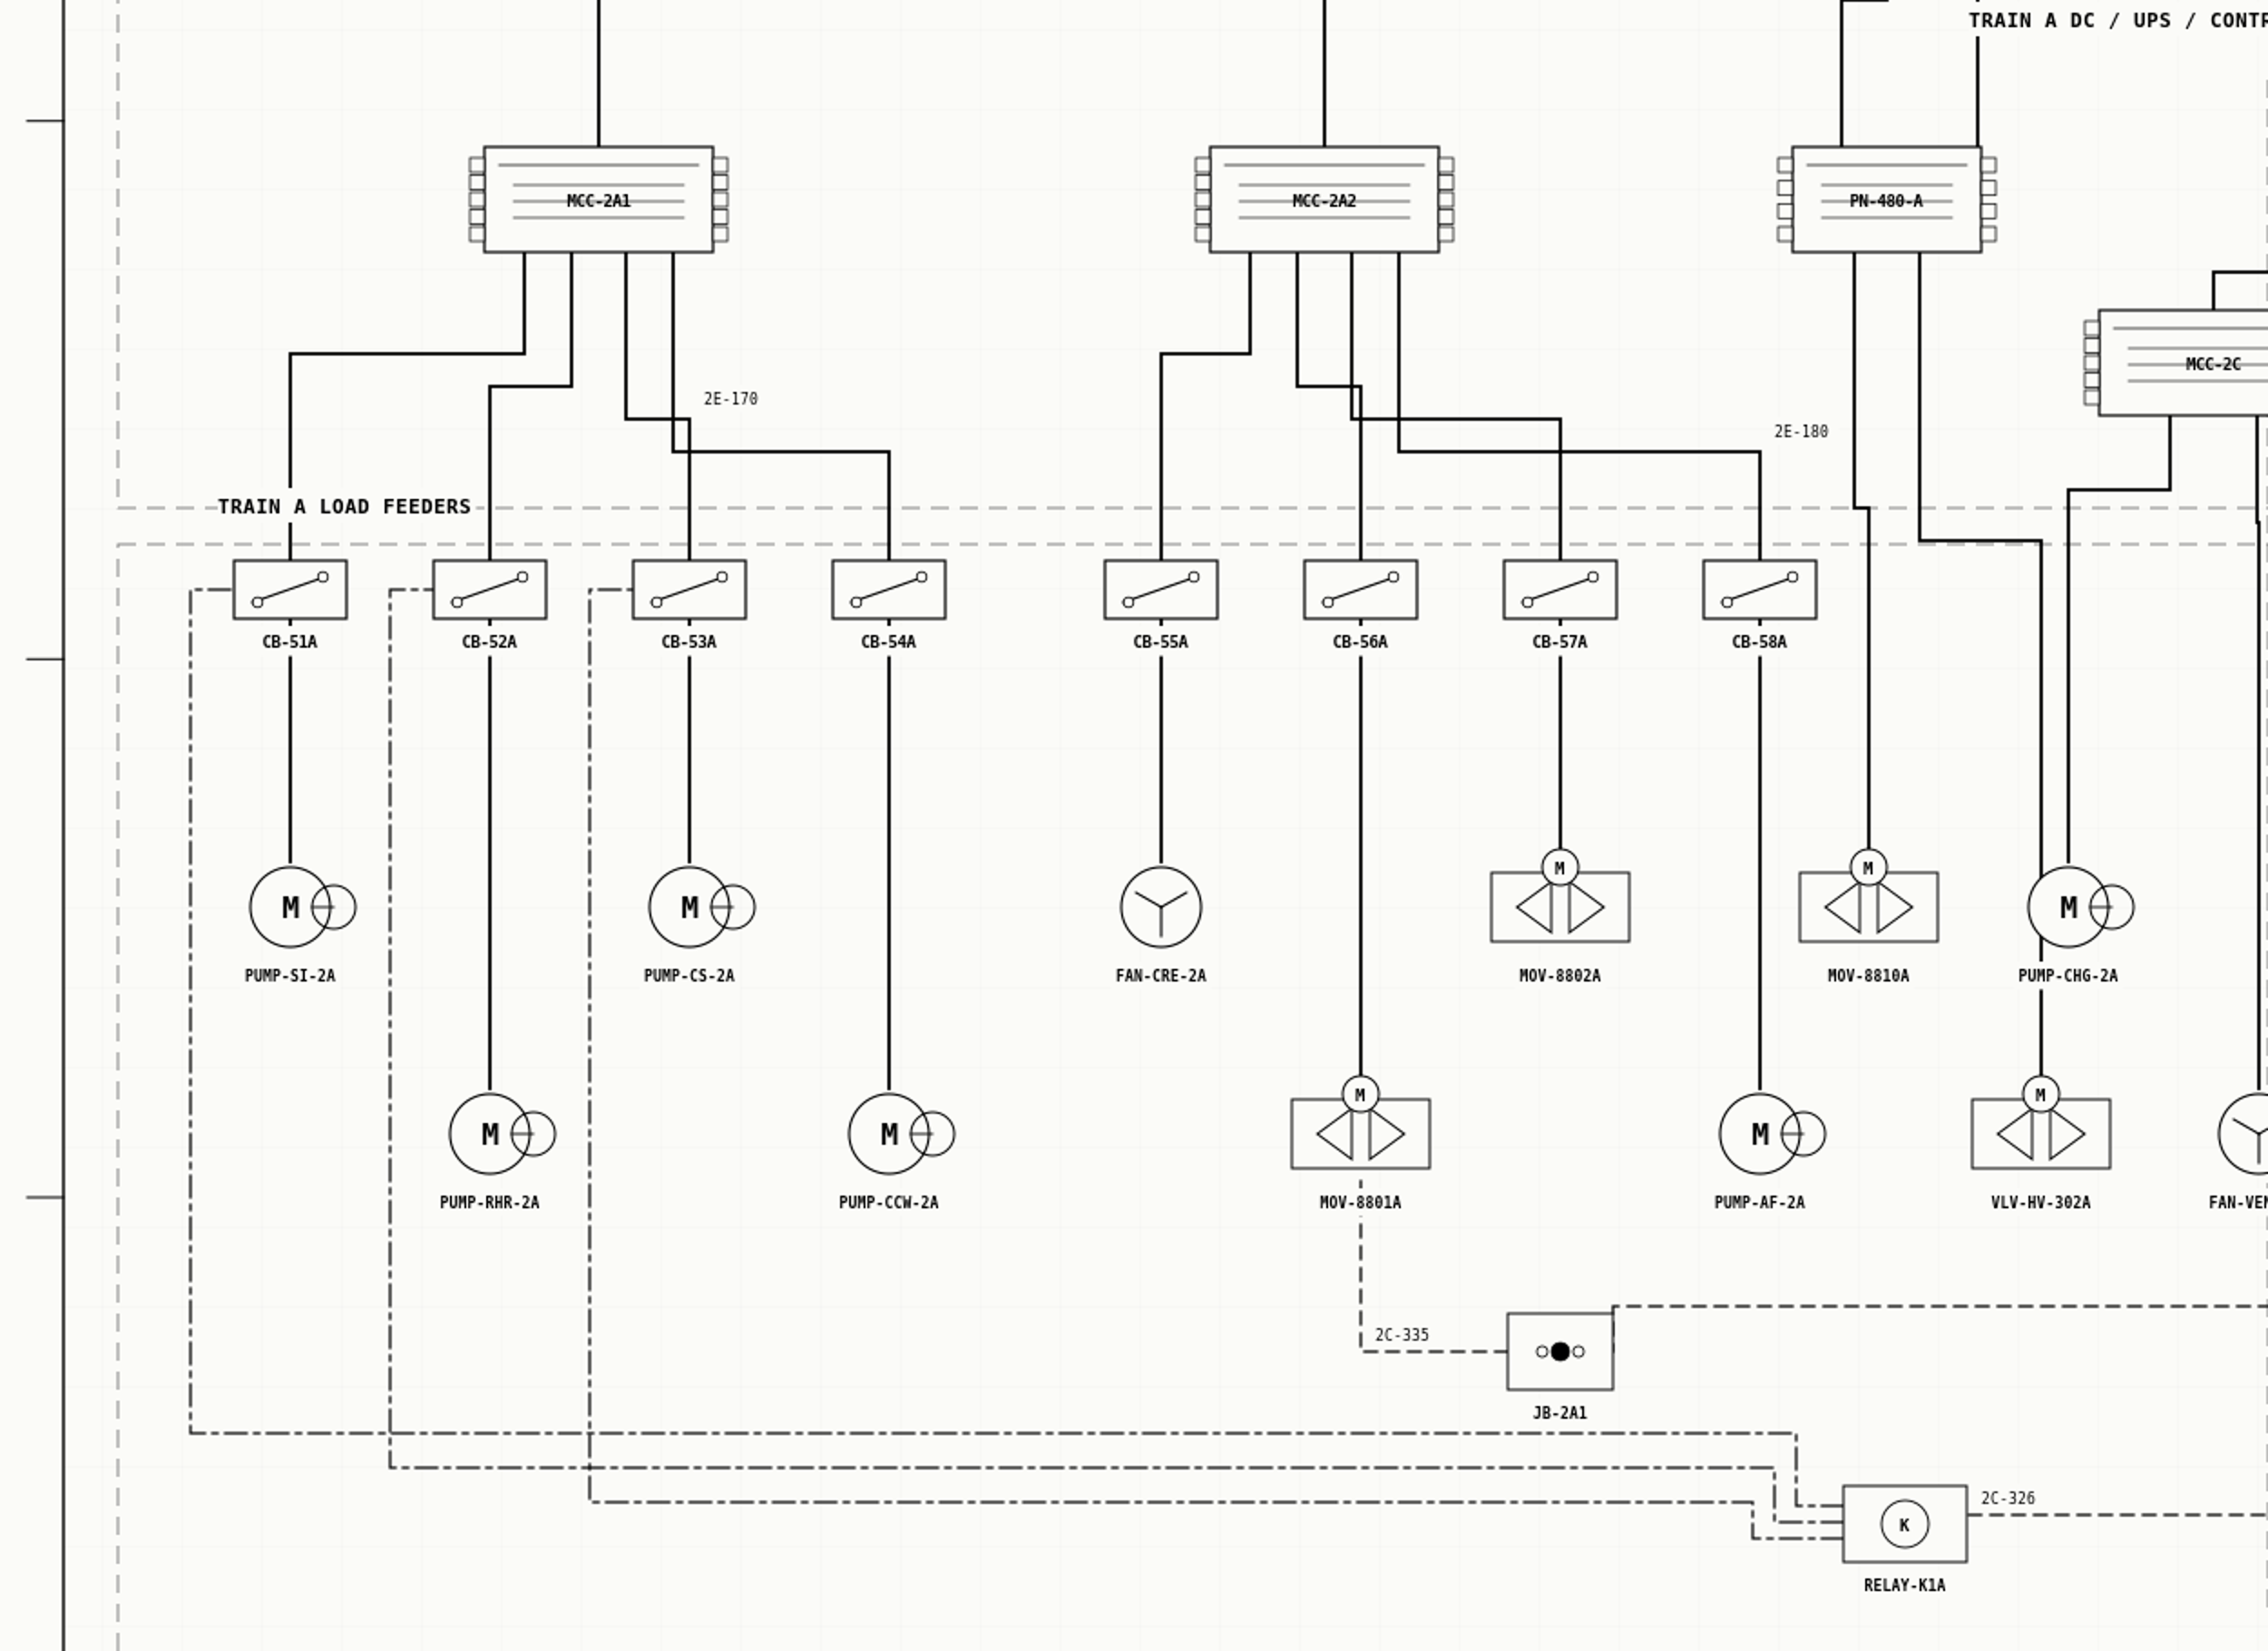 TRAIN A DC / UPS / CONTR
MCC-2A1
MCC-2A2
PN-480-A
MCC-2C
2E-170
2E-180
TRAIN A LOAD FEEDERS
CB-51A
CB-52A
CB-53A
CB-54A
CB-55A
CB-56A
CB-57A
CB-58A
M
M
M
M
M
PUMP-SI-2A
PUMP-CS-2A
FAN-CRE-2A
MOV-8802A
MOV-8810A
PUMP-CHG-2A
M
M
M
M
M
PUMP-RHR-2A
PUMP-CCW-2A
MOV-8801A
PUMP-AF-2A
VLV-HV-302A
FAN-VEN
2C-335
JB-2A1
2C-326
K
RELAY-K1A